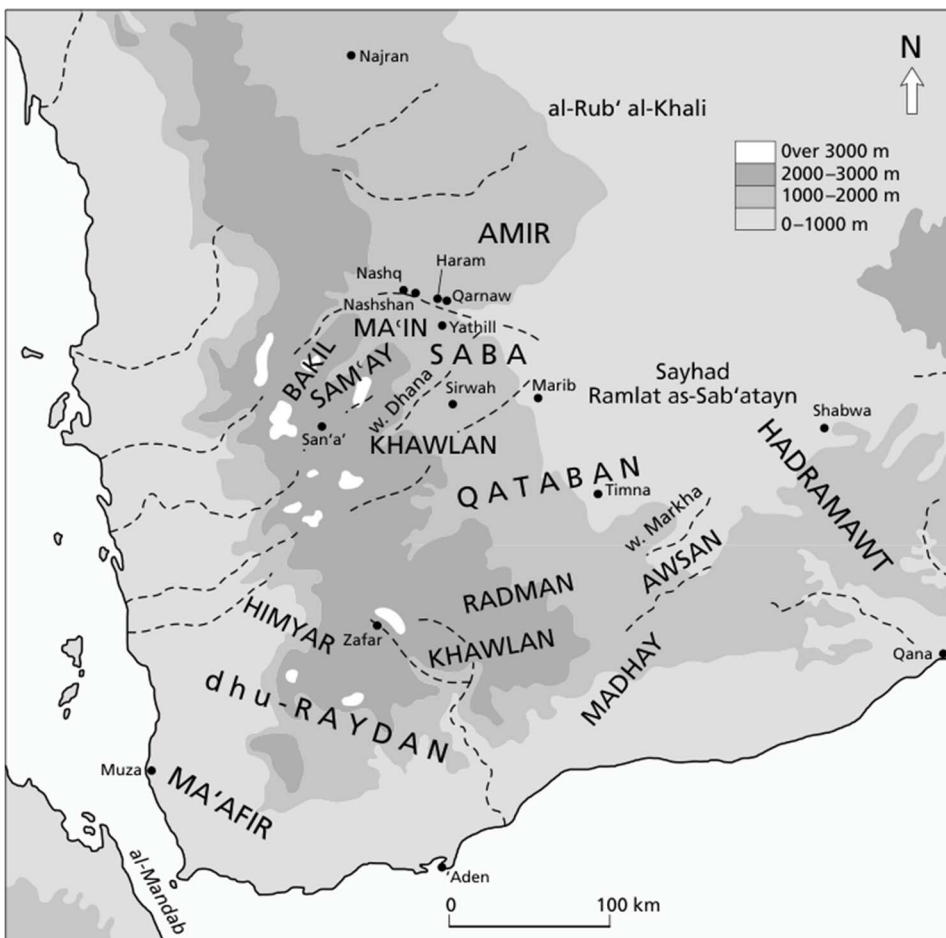 Najran
N
al-Rub‘ al-Khali
Over 3000 m
2000–3000 m
1000–2000 m
0–1000 m
AMIR
Haram
Nashq
Qarnaw
Nashshan
MA‘IN
Yathill
SABA
BAKIL
SAM‘AY
w. Dhana
Sirwah
Marib
Sayhad
Ramlat as-Sab‘atayn
Shabwa
San‘a’
KHAWLAN
HADRAMAWT
QATABAN
Timna
w. Markha
AWSAN
RADMAN
HIMYAR
Zafar
KHAWLAN
MADHAY
Qana
dhu-RAYDAN
Muza
MA‘AFIR
al-Mandab
‘Aden
0 100 km